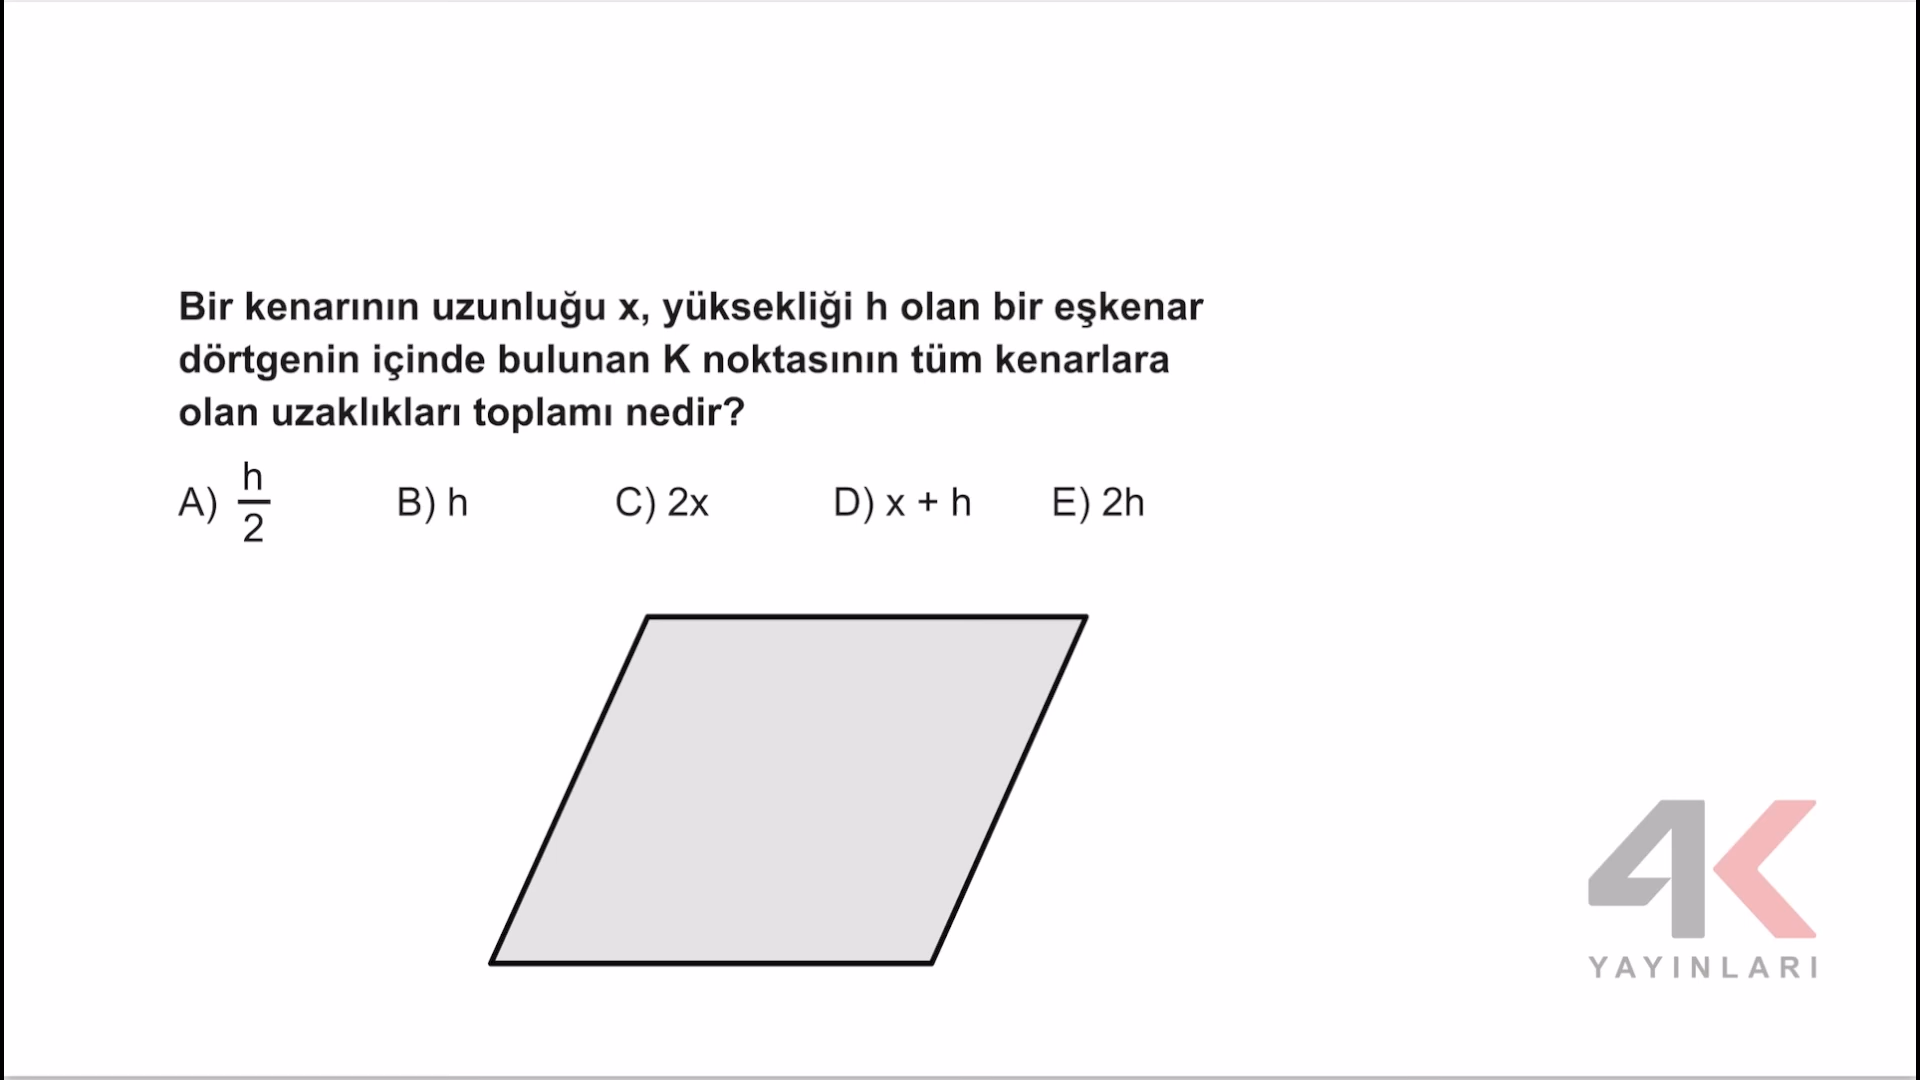 Bir kenarının uzunluğu x, yüksekliği h olan bir eşkenar
dörtgenin içinde bulunan K noktasının tüm kenarlara
olan uzaklıkları toplamı nedir?
A) h/2 B) h C) 2x D) x + h E) 2h
4K
YAYINLARI